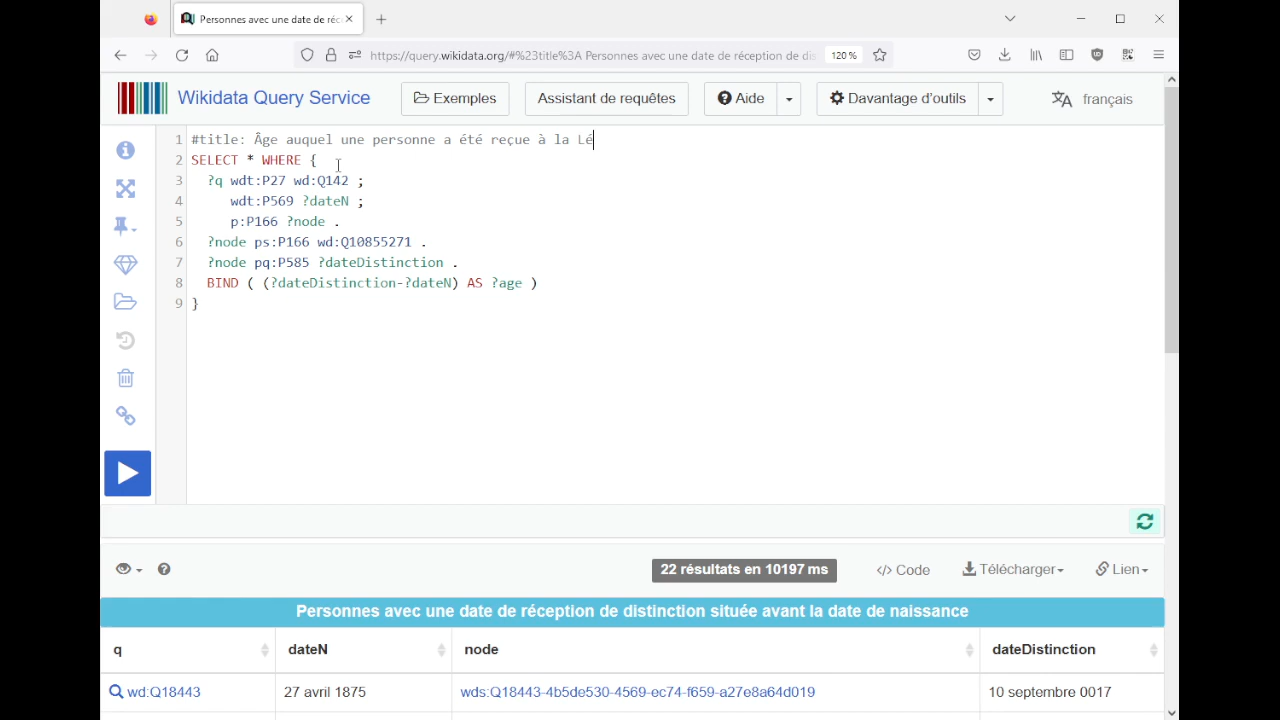 Personnes avec une date de réc
https://query.wikidata.org/#%23title%3A Personnes avec une date de réception de dis
120 %
Wikidata Query Service
Exemples
Assistant de requêtes
Aide
Davantage d'outils
français
1 #title: Âge auquel une personne a été reçue à la Lé
2 SELECT * WHERE {
3 ?q wdt:P27 wd:Q142 ;
4 wdt:P569 ?dateN ;
5 p:P166 ?node .
6 ?node ps:P166 wd:Q10855271 .
7 ?node pq:P585 ?dateDistinction .
8 BIND ( (?dateDistinction-?dateN) AS ?age )
9 }
22 résultats en 10197 ms
</> Code
Télécharger
Lien
Personnes avec une date de réception de distinction située avant la date de naissance
q dateN node dateDistinction
wd:Q18443 27 avril 1875 wds:Q18443-4b5de530-4569-ec74-f659-a27e8a64d019 10 septembre 0017